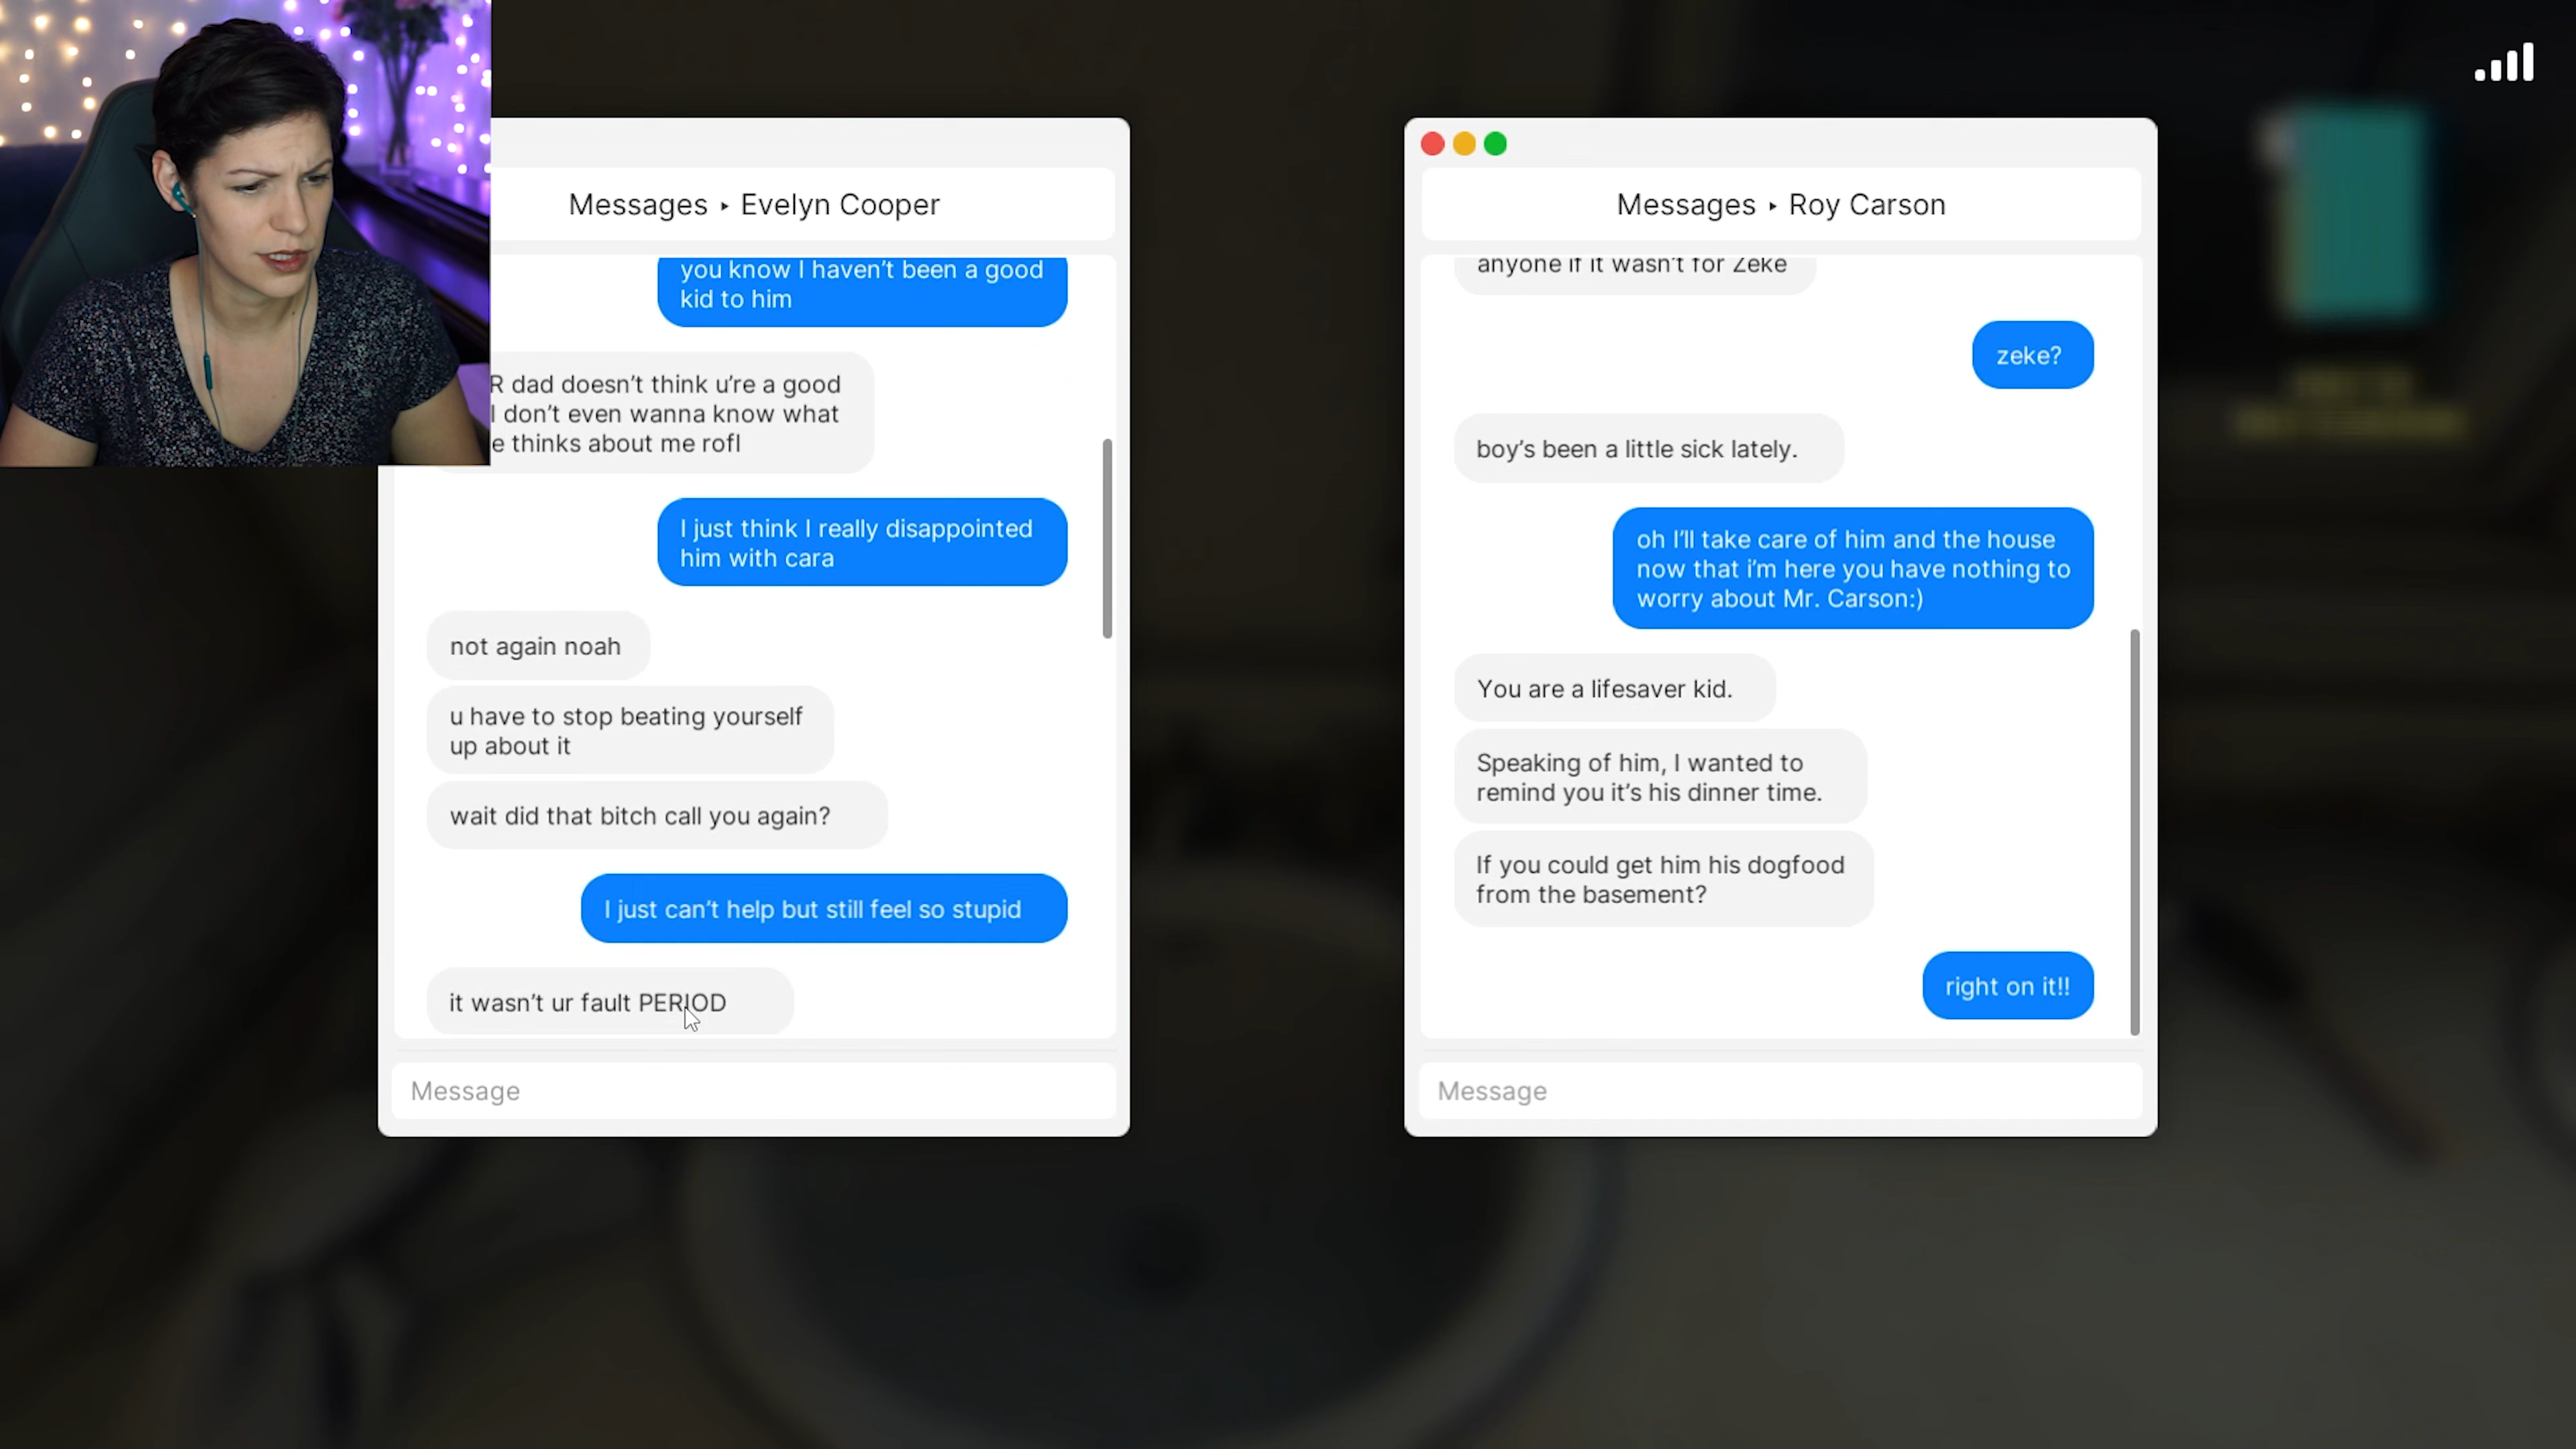 Messages ‣ Evelyn Cooper
you know I haven't been a good
kid to him
R dad doesn't think u're a good
I don't even wanna know what
e thinks about me rofl
I just think I really disappointed
him with cara
not again noah
u have to stop beating yourself
up about it
wait did that bitch call you again?
I just can't help but still feel so stupid
it wasn't ur fault PERIOD
Message
Messages ‣ Roy Carson
anyone if it wasn't for Zeke
zeke?
boy's been a little sick lately.
oh I'll take care of him and the house
now that i'm here you have nothing to
worry about Mr. Carson:)
You are a lifesaver kid.
Speaking of him, I wanted to
remind you it's his dinner time.
If you could get him his dogfood
from the basement?
right on it!!
Message